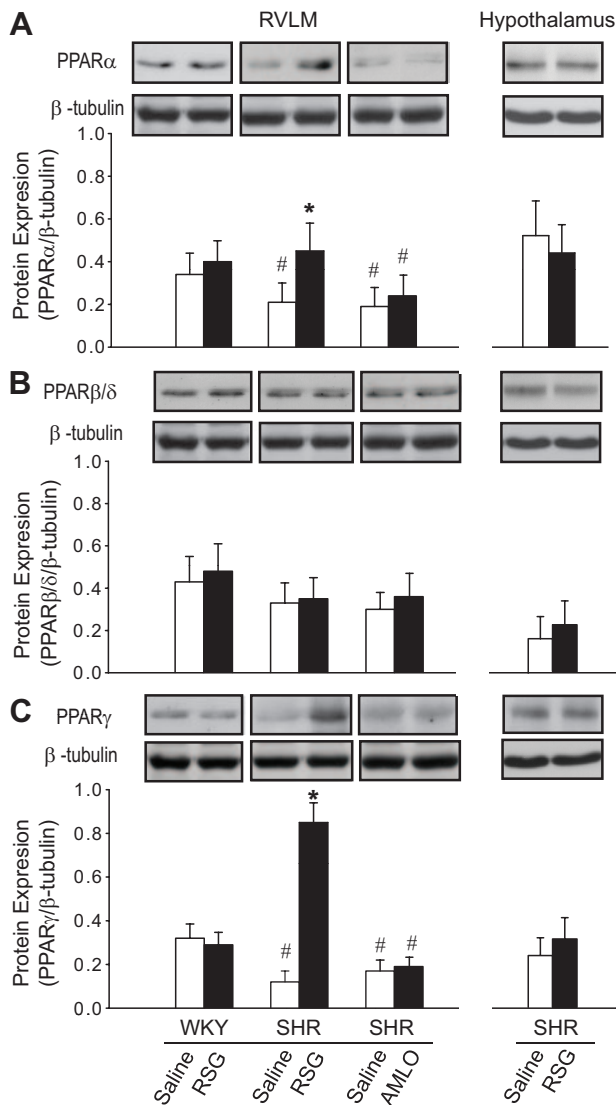 A RVLM Hypothalamus
PPARα
β -tubulin
Protein Expresion
(PPARα/β-tubulin)
1.0
0.8
0.6
0.4
0.2
0.0
# * # #
B PPARβ/δ
β -tubulin
Protein Expresion
(PPARβ/δ/β-tubulin)
1.0
0.8
0.6
0.4
0.2
0.0
C PPARγ
β -tubulin
Protein Expresion
(PPARγ/β-tubulin)
1.0
0.8
0.6
0.4
0.2
0.0
# * # #
WKY SHR SHR SHR
Saline RSG Saline RSG Saline AMLO Saline RSG